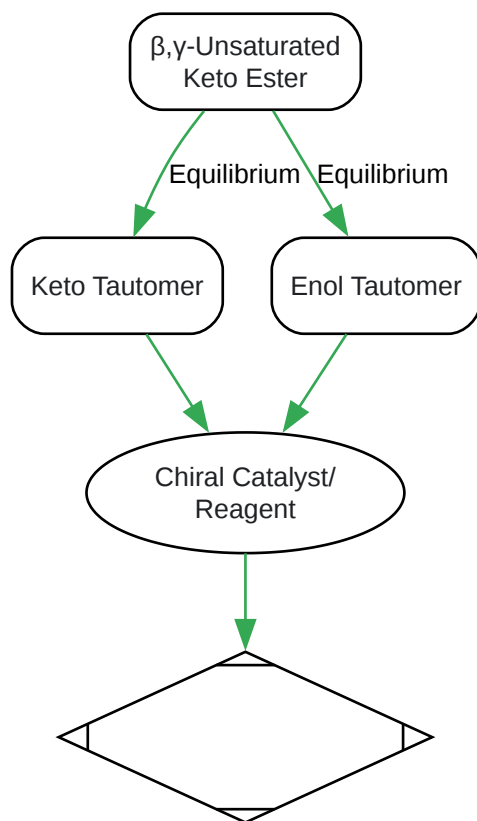 β,γ-Unsaturated
Keto Ester
Equilibrium
Equilibrium
Keto Tautomer
Enol Tautomer
Chiral Catalyst/
Reagent